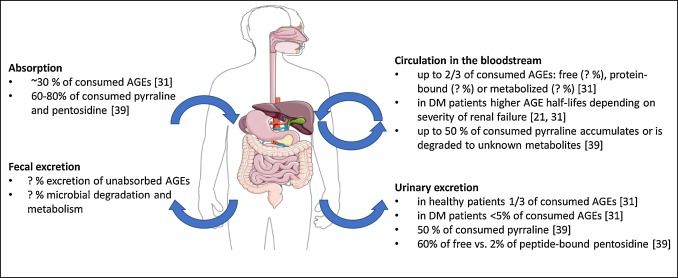 Absorption
• ~30 % of consumed AGEs [31]
• 60-80% of consumed pyrraline
and pentosidine [39]
Fecal excretion
• ? % excretion of unabsorbed AGEs
• ? % microbial degradation and
metabolism
Circulation in the bloodstream
• up to 2/3 of consumed AGEs: free (? %), protein-
bound (? %) or metabolized (? %) [31]
• in DM patients higher AGE half-lifes depending on
severity of renal failure [21, 31]
• up to 50 % of consumed pyrraline accumulates or is
degraded to unknown metabolites [39]
Urinary excretion
• in healthy patients 1/3 of consumed AGEs [31]
• in DM patients <5% of consumed AGEs [31]
• 50 % of consumed pyrraline [39]
• 60% of free vs. 2% of peptide-bound pentosidine [39]